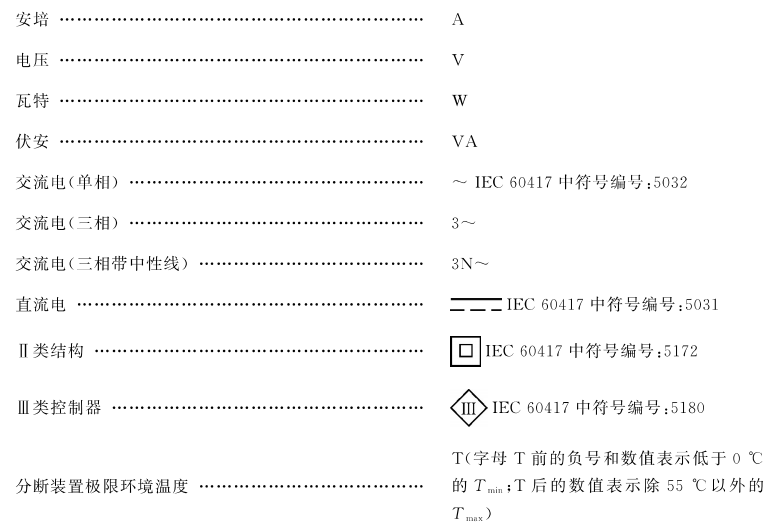 安培 ………………………………………………………… A
电压 ………………………………………………………… V
瓦特 ………………………………………………………… W
伏安 ………………………………………………………… VA
交流电(单相) ……………………………………………… ～ IEC 60417 中符号编号:5032
交流电(三相) ……………………………………………… 3～
交流电(三相带中性线) …………………………………… 3N～
直流电 ……………………………………………………… IEC 60417 中符号编号:5031
Ⅱ类结构 …………………………………………………… IEC 60417 中符号编号:5172
Ⅲ类控制器 ………………………………………………… Ⅲ IEC 60417 中符号编号:5180
T(字母 T 前的负号和数值表示低于 0 ℃
分断装置极限环境温度 …………………………………… 的 Tmin;T 后的数值表示除 55 ℃以外的
Tmax)